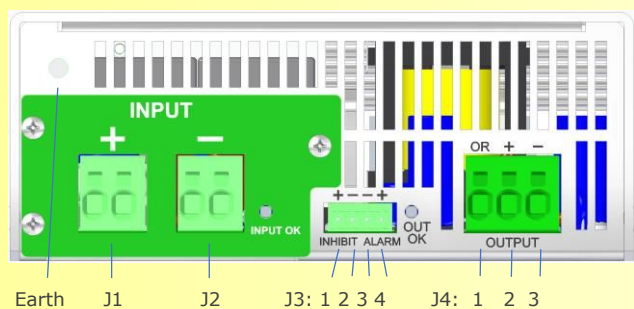 INPUT
+ −
INPUT OK
OR + −
+ − − +
INHIBIT ALARM
OUT
OK
OUTPUT
Earth J1 J2 J3: 1 2 3 4 J4: 1 2 3